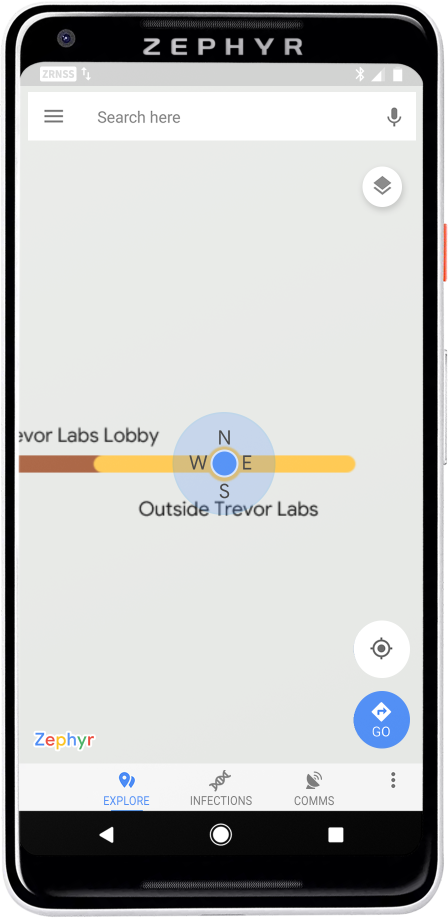 ZEPHYR
ZRNSS
Search here
evor Labs Lobby
N
W E
S
Outside Trevor Labs
GO
Zephyr
EXPLORE INFECTIONS COMMS